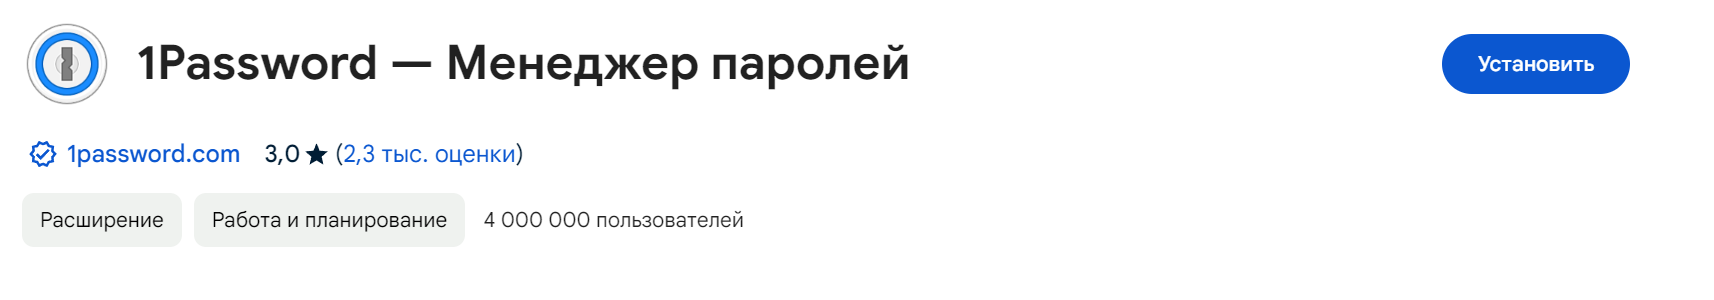 1Password — Менеджер паролей
Установить
1password.com 3,0 ★ (2,3 тыс. оценки)
Расширение Работа и планирование 4 000 000 пользователей